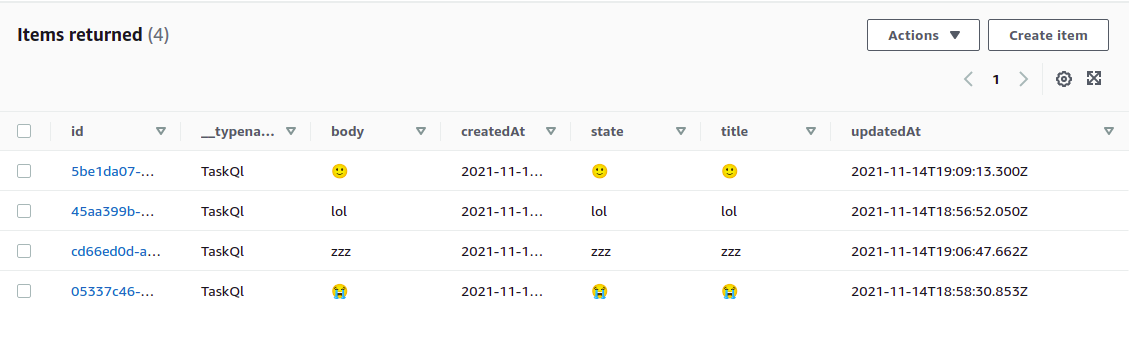 Items returned (4)
Actions Create item
1
id __typena... body createdAt state title updatedAt
5be1da07-... TaskQl 🙂 2021-11-1... 🙂 🙂 2021-11-14T19:09:13.300Z
45aa399b-... TaskQl lol 2021-11-1... lol lol 2021-11-14T18:56:52.050Z
cd66ed0d-a... TaskQl zzz 2021-11-1... zzz zzz 2021-11-14T19:06:47.662Z
05337c46-... TaskQl 😭 2021-11-1... 😭 😭 2021-11-14T18:58:30.853Z